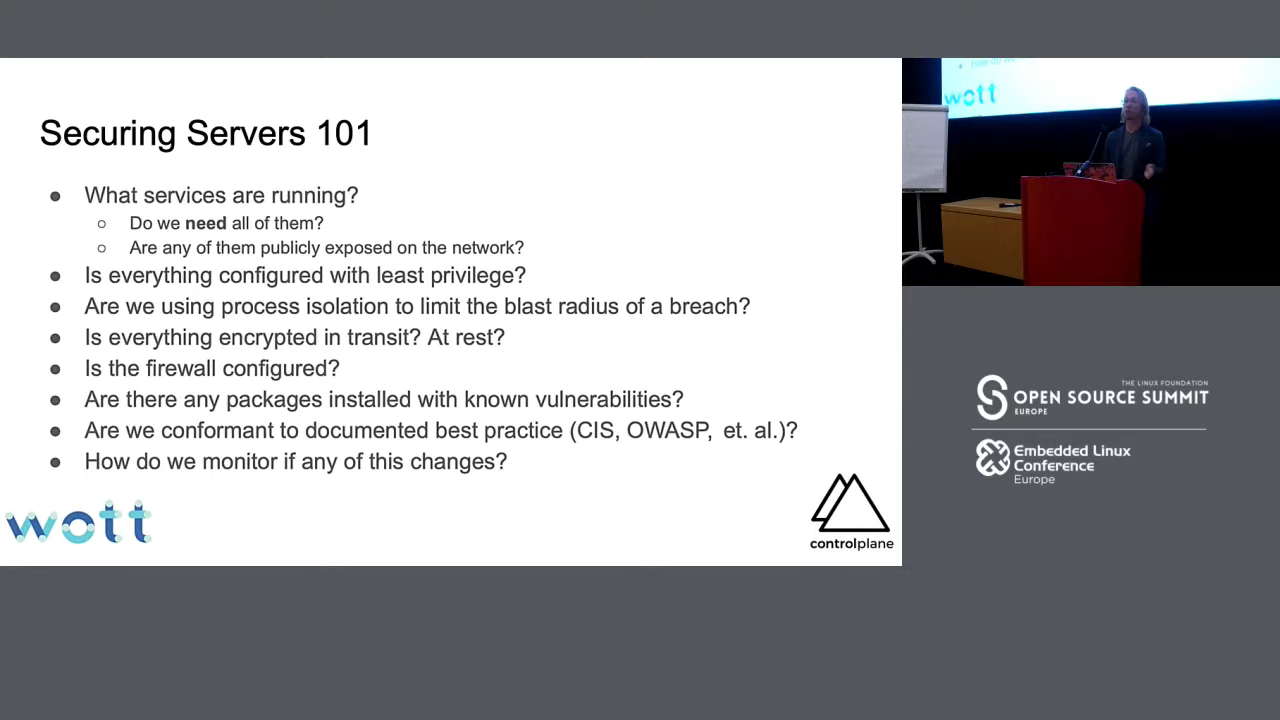 Securing Servers 101
What services are running?
Do we need all of them?
Are any of them publicly exposed on the network?
Is everything configured with least privilege?
Are we using process isolation to limit the blast radius of a breach?
Is everything encrypted in transit? At rest?
Is the firewall configured?
Are there any packages installed with known vulnerabilities?
Are we conformant to documented best practice (CIS, OWASP, et. al.)?
How do we monitor if any of this changes?
wott
controlplane
wott
THE LINUX FOUNDATION
OPEN SOURCE SUMMIT
EUROPE
Embedded Linux
Conference
Europe